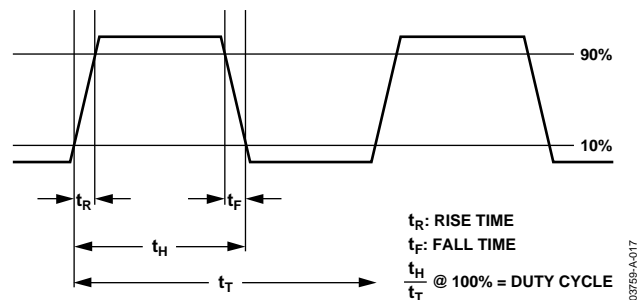 90%
10%
tR
tF
tH
tT
tR: RISE TIME
tF: FALL TIME
tH
tT
@ 100% = DUTY CYCLE
03759-A-017